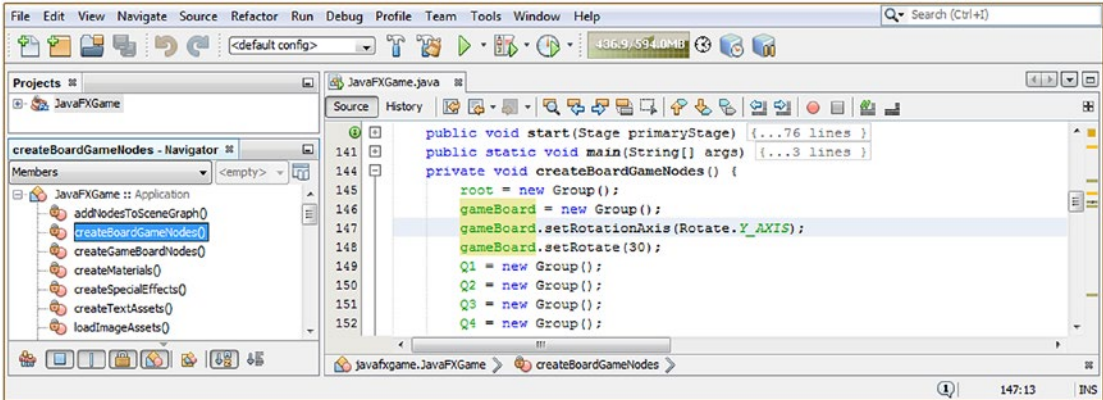 File Edit View Navigate Source Refactor Run Debug Profile Team Tools Window Help
Search (Ctrl+I)
<default config>
436.9/594.0MB
Projects
JavaFXGame
createBoardGameNodes - Navigator
Members
<empty>
JavaFXGame :: Application
addNodesToSceneGraph()
createBoardGameNodes()
createGameBoardNodes()
createMaterials()
createSpecialEffects()
createTextAssets()
loadImageAssets()
JavaFXGame.java
Source History
public void start(Stage primaryStage) {...76 lines }
141 public static void main(String[] args) {...3 lines }
144 private void createBoardGameNodes() {
145 root = new Group();
146 gameBoard = new Group();
147 gameBoard.setRotationAxis(Rotate.Y_AXIS);
148 gameBoard.setRotate(30);
149 Q1 = new Group();
150 Q2 = new Group();
151 Q3 = new Group();
152 Q4 = new Group();
javafxgame.JavaFXGame createBoardGameNodes
1 147:13 INS